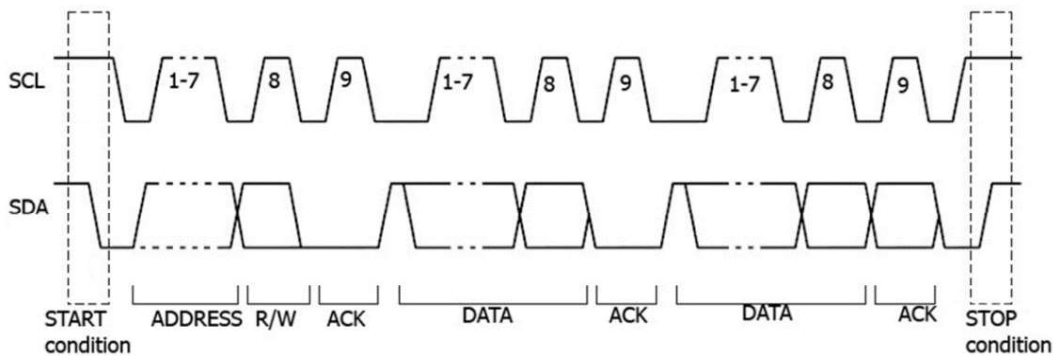 SCL 1-7 8 9 1-7 8 9 1-7 8 9
SDA
START ADDRESS R/W ACK DATA ACK DATA ACK STOP
condition condition